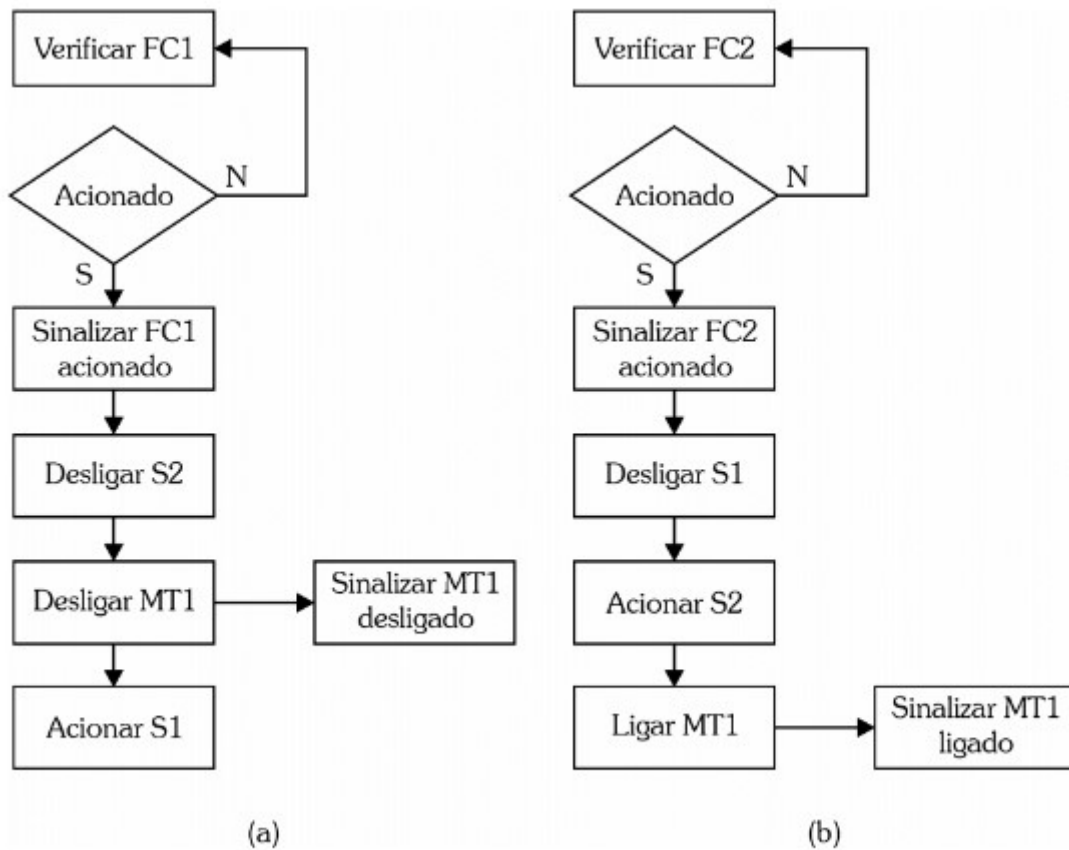 Verificar FC1
Acionado
N
S
Sinalizar FC1
acionado
Desligar S2
Desligar MT1
Sinalizar MT1
desligado
Acionar S1
(a)
Verificar FC2
Acionado
N
S
Sinalizar FC2
acionado
Desligar S1
Acionar S2
Ligar MT1
Sinalizar MT1
ligado
(b)